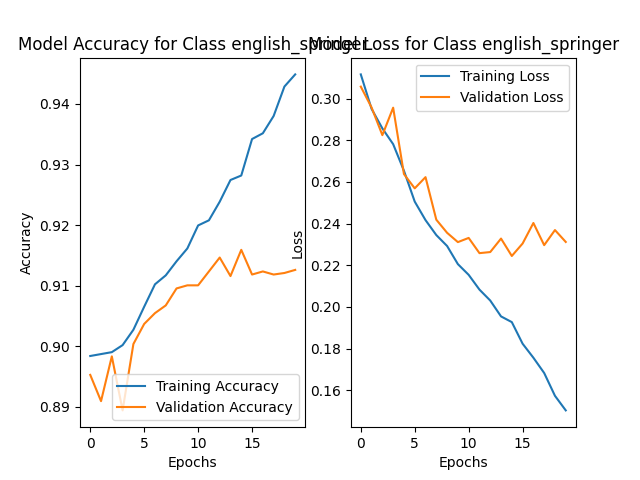 Model Accuracy for Class english_springer
Model Loss for Class english_springer
0.94
0.93
0.92
0.91
0.90
0.89
Accuracy
0
5
10
15
Epochs
Training Accuracy
Validation Accuracy
0.30
0.28
0.26
0.24
0.22
0.20
0.18
0.16
Loss
0
5
10
15
Epochs
Training Loss
Validation Loss